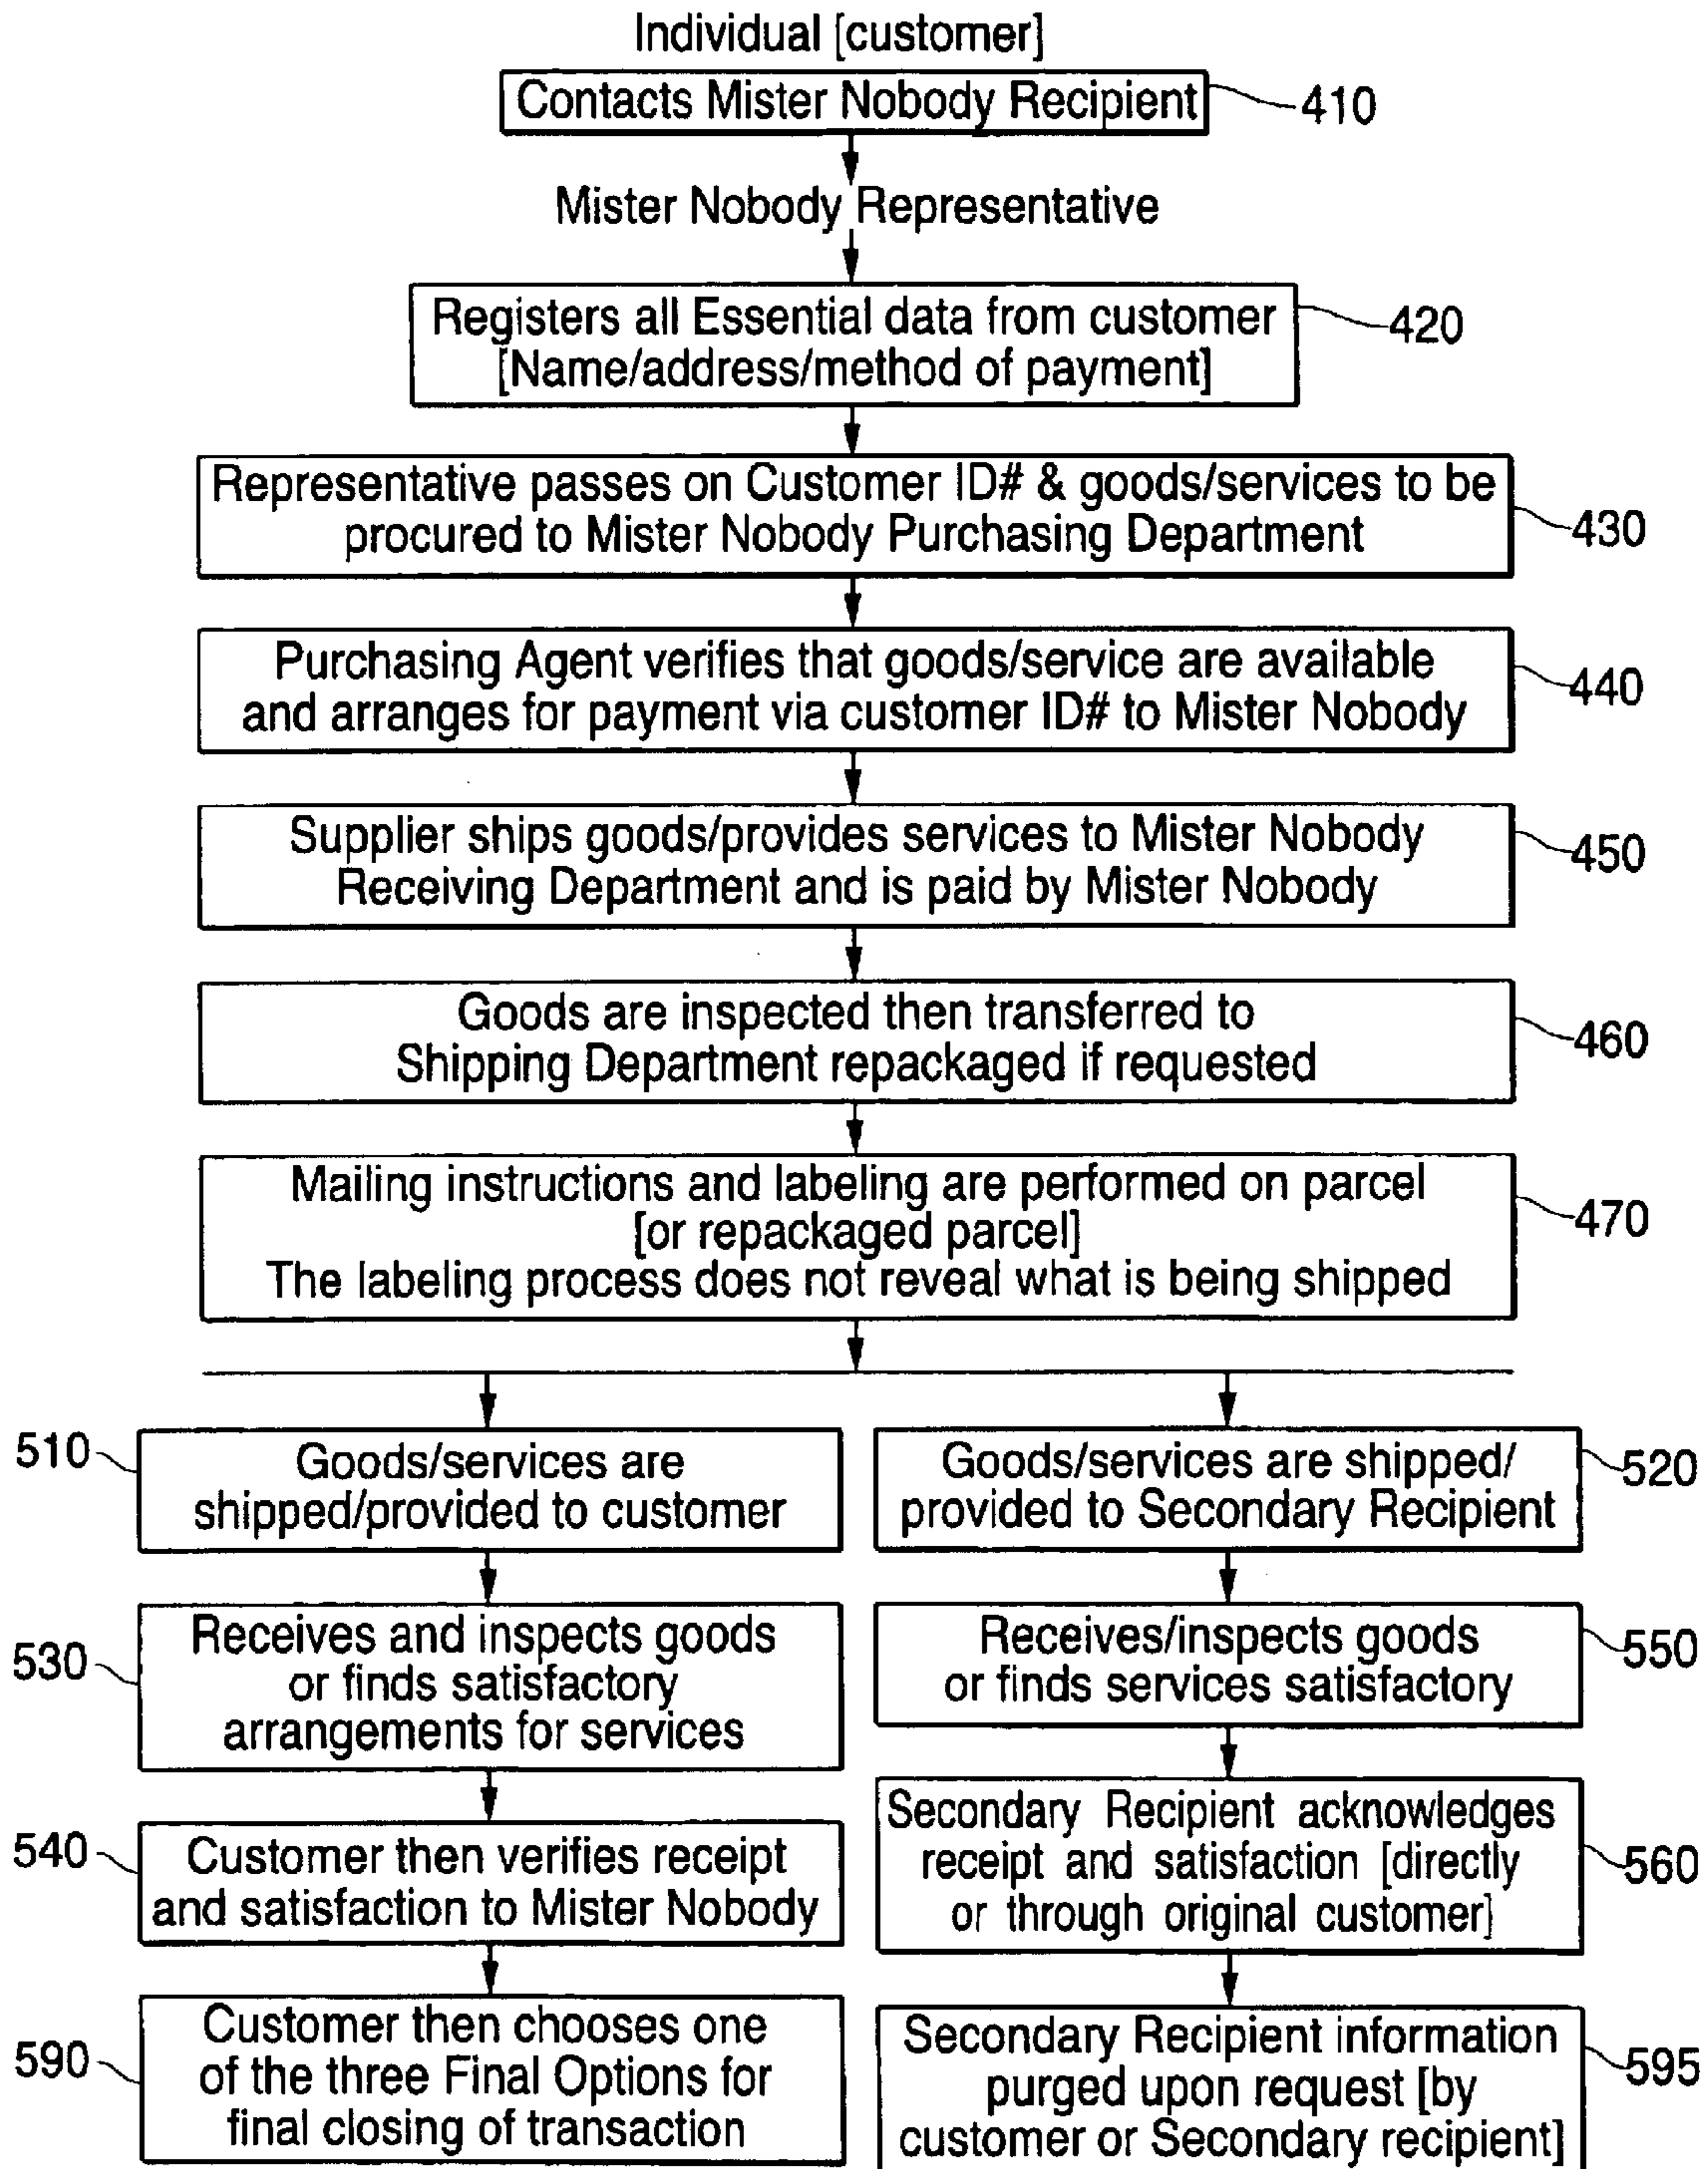 Individual [customer]
Contacts Mister Nobody Recipient
410
Mister Nobody Representative
Registers all Essential data from customer
[Name/address/method of payment]
420
Representative passes on Customer ID# & goods/services to be
procured to Mister Nobody Purchasing Department
430
Purchasing Agent verifies that goods/service are available
and arranges for payment via customer ID# to Mister Nobody
440
Supplier ships goods/provides services to Mister Nobody
Receiving Department and is paid by Mister Nobody
450
Goods are inspected then transferred to
Shipping Department repackaged if requested
460
Mailing instructions and labeling are performed on parcel
[or repackaged parcel]
The labeling process does not reveal what is being shipped
470
510
Goods/services are
shipped/provided to customer
Goods/services are shipped/
provided to Secondary Recipient
520
530
Receives and inspects goods
or finds satisfactory
arrangements for services
Receives/inspects goods
or finds services satisfactory
550
540
Customer then verifies receipt
and satisfaction to Mister Nobody
Secondary Recipient acknowledges
receipt and satisfaction [directly
or through original customer]
560
590
Customer then chooses one
of the three Final Options for
final closing of transaction
Secondary Recipient information
purged upon request [by
customer or Secondary recipient]
595